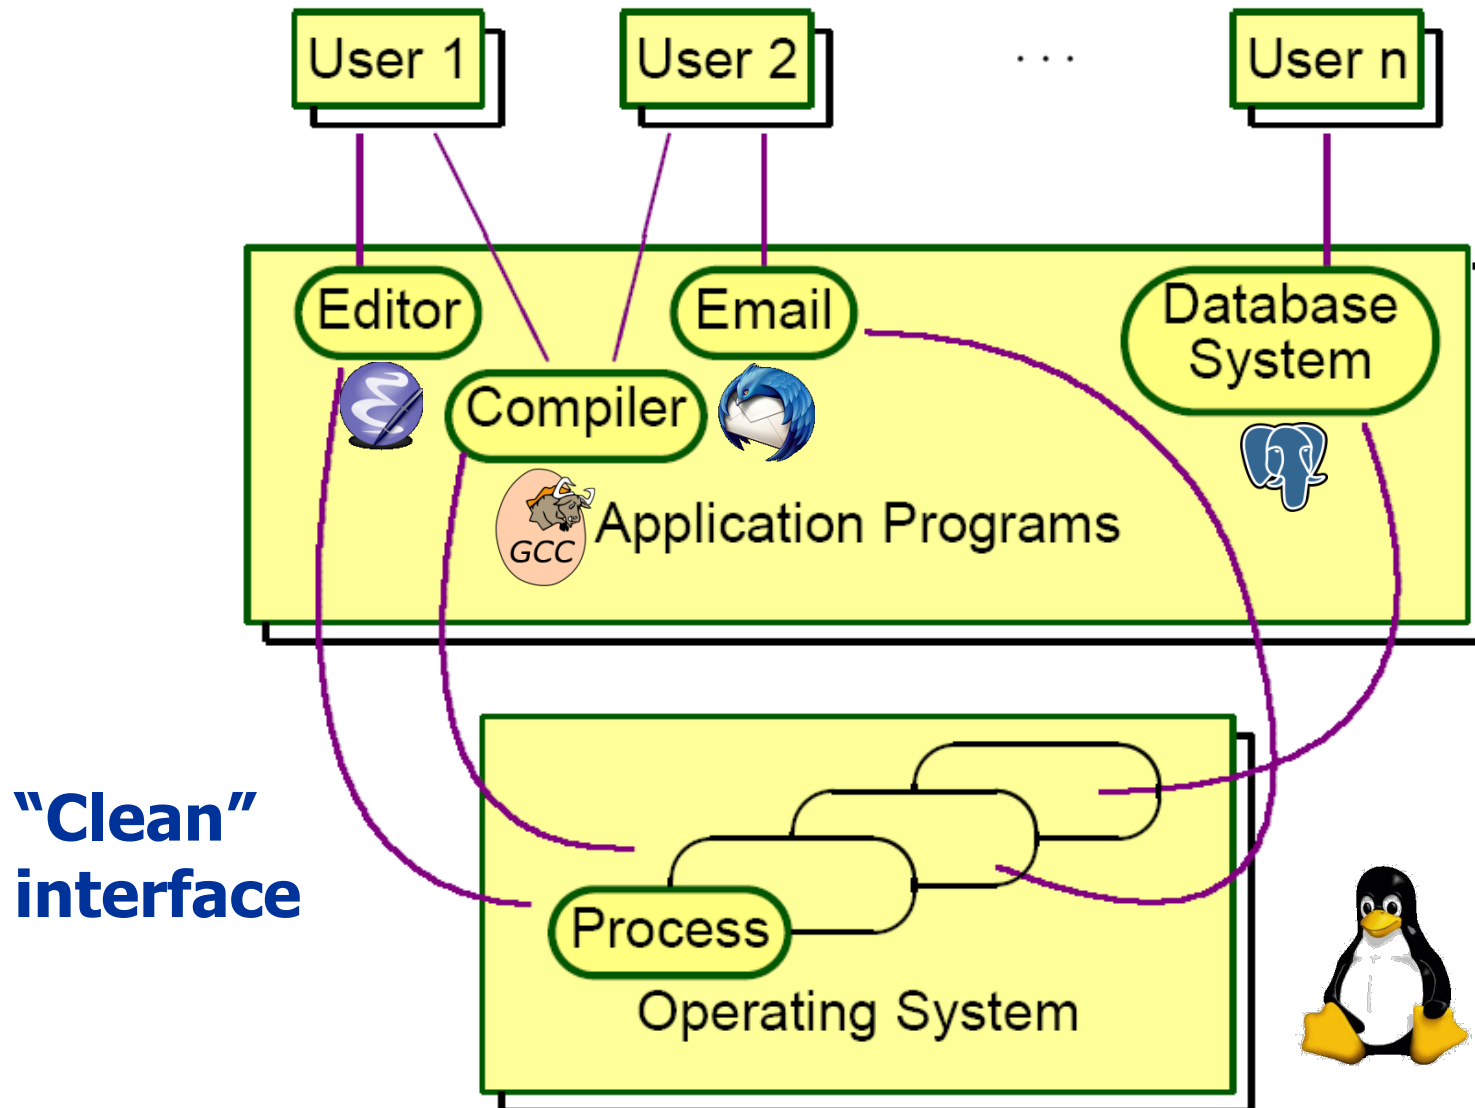 User 1
User 2
. . .
User n
Editor
Email
Database
System
Compiler
GCC
Application Programs
“Clean”
interface
Process
Operating System